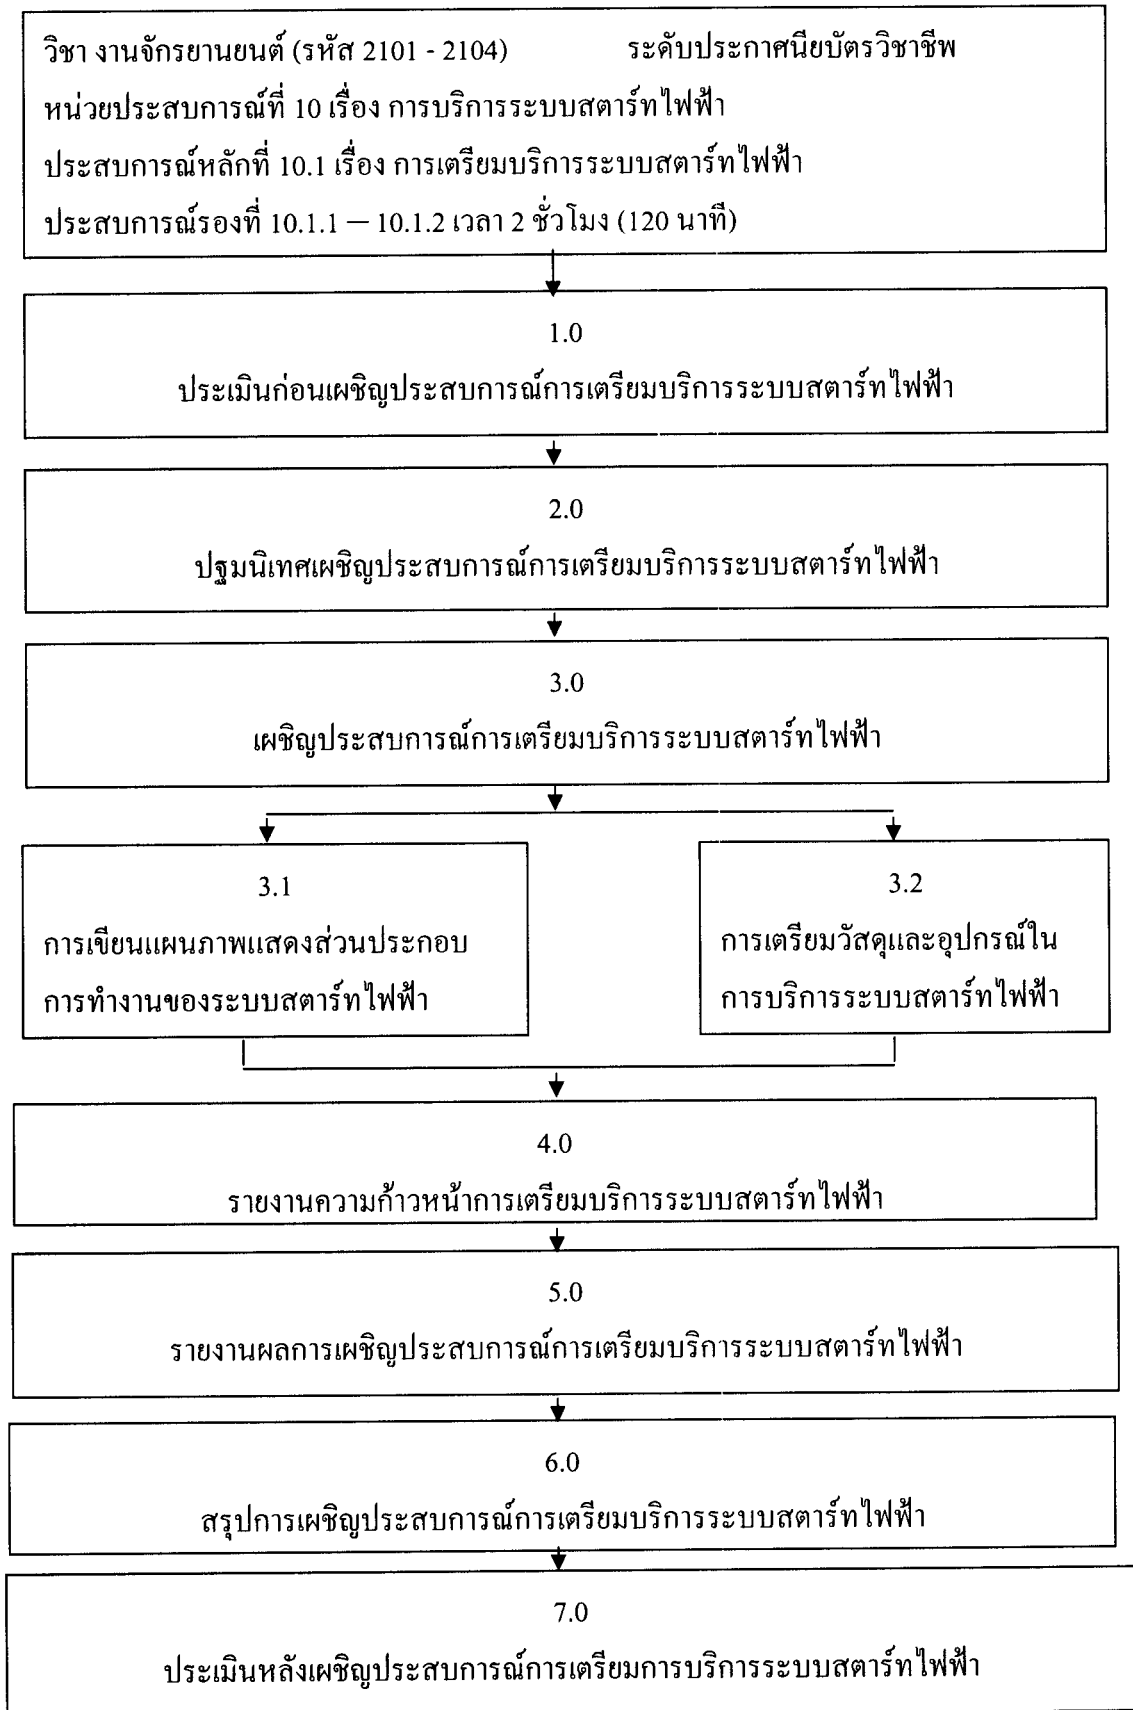 วิชา งานจักรยานยนต์ (รหัส 2101 - 2104) ระดับประกาศนียบัตรวิชาชีพ
หน่วยประสบการณ์ที่ 10 เรื่อง การบริการระบบสตาร์ทไฟฟ้า
ประสบการณ์หลักที่ 10.1 เรื่อง การเตรียมบริการระบบสตาร์ทไฟฟ้า
ประสบการณ์รองที่ 10.1.1 – 10.1.2 เวลา 2 ชั่วโมง (120 นาที)
1.0
ประเมินก่อนเผชิญประสบการณ์การเตรียมบริการระบบสตาร์ทไฟฟ้า
2.0
ปฐมนิเทศเผชิญประสบการณ์การเตรียมบริการระบบสตาร์ทไฟฟ้า
3.0
เผชิญประสบการณ์การเตรียมบริการระบบสตาร์ทไฟฟ้า
3.1
การเขียนแผนภาพแสดงส่วนประกอบ
การทำงานของระบบสตาร์ทไฟฟ้า
3.2
การเตรียมวัสดุและอุปกรณ์ใน
การบริการระบบสตาร์ทไฟฟ้า
4.0
รายงานความก้าวหน้าการเตรียมบริการระบบสตาร์ทไฟฟ้า
5.0
รายงานผลการเผชิญประสบการณ์การเตรียมบริการระบบสตาร์ทไฟฟ้า
6.0
สรุปการเผชิญประสบการณ์การเตรียมบริการระบบสตาร์ทไฟฟ้า
7.0
ประเมินหลังเผชิญประสบการณ์การเตรียมการบริการระบบสตาร์ทไฟฟ้า